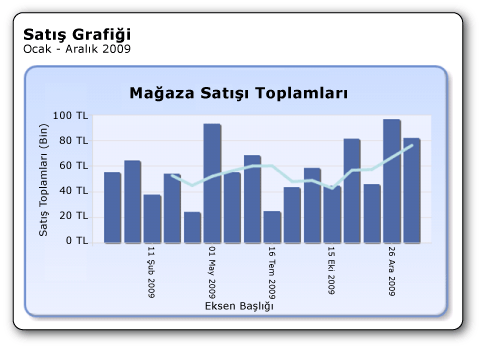 Satış Grafiği
Ocak - Aralık 2009
Mağaza Satışı Toplamları
Satış Toplamları (Bin)
100 TL
80 TL
60 TL
40 TL
20 TL
0 TL
11 Şub 2009
01 May 2009
16 Tem 2009
15 Eki 2009
26 Ara 2009
Eksen Başlığı